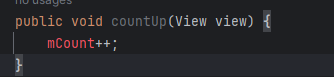 no usages
public void countUp(View view) {
mCount++;
}